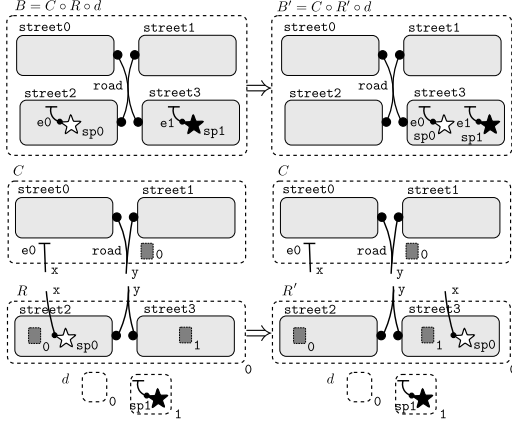 B = C ∘ R ∘ d
B′ = C ∘ R′ ∘ d
street0 street1
street0 street1
road
road
street2 street3
street2 street3
e0 sp0 e1 sp1
e0 sp0 e1 sp1
C
C
street0 street1
street0 street1
e0 road 0
e0 road 0
x y
x y
x y
y x
R
R′
street2 street3
street2 street3
0 sp0 1
0 1 sp0
0
0
d 0 sp1 1
d 0 sp1 1